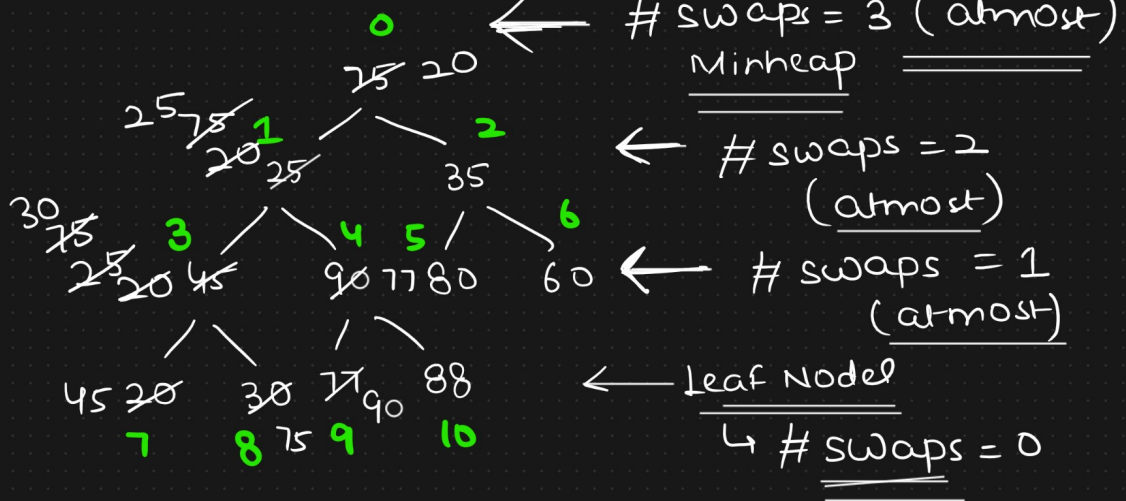 0 # swaps = 3 (atmost)
75 20 Minheap
25 75 1 2
20 25 35 # swaps = 2
(atmost)
30 75 3 4 5 6
25 20 45 90 77 80 60 # swaps = 1
(atmost)
45 20 30 77 90 88 Leaf Nodes
7 8 75 9 10 # swaps = 0